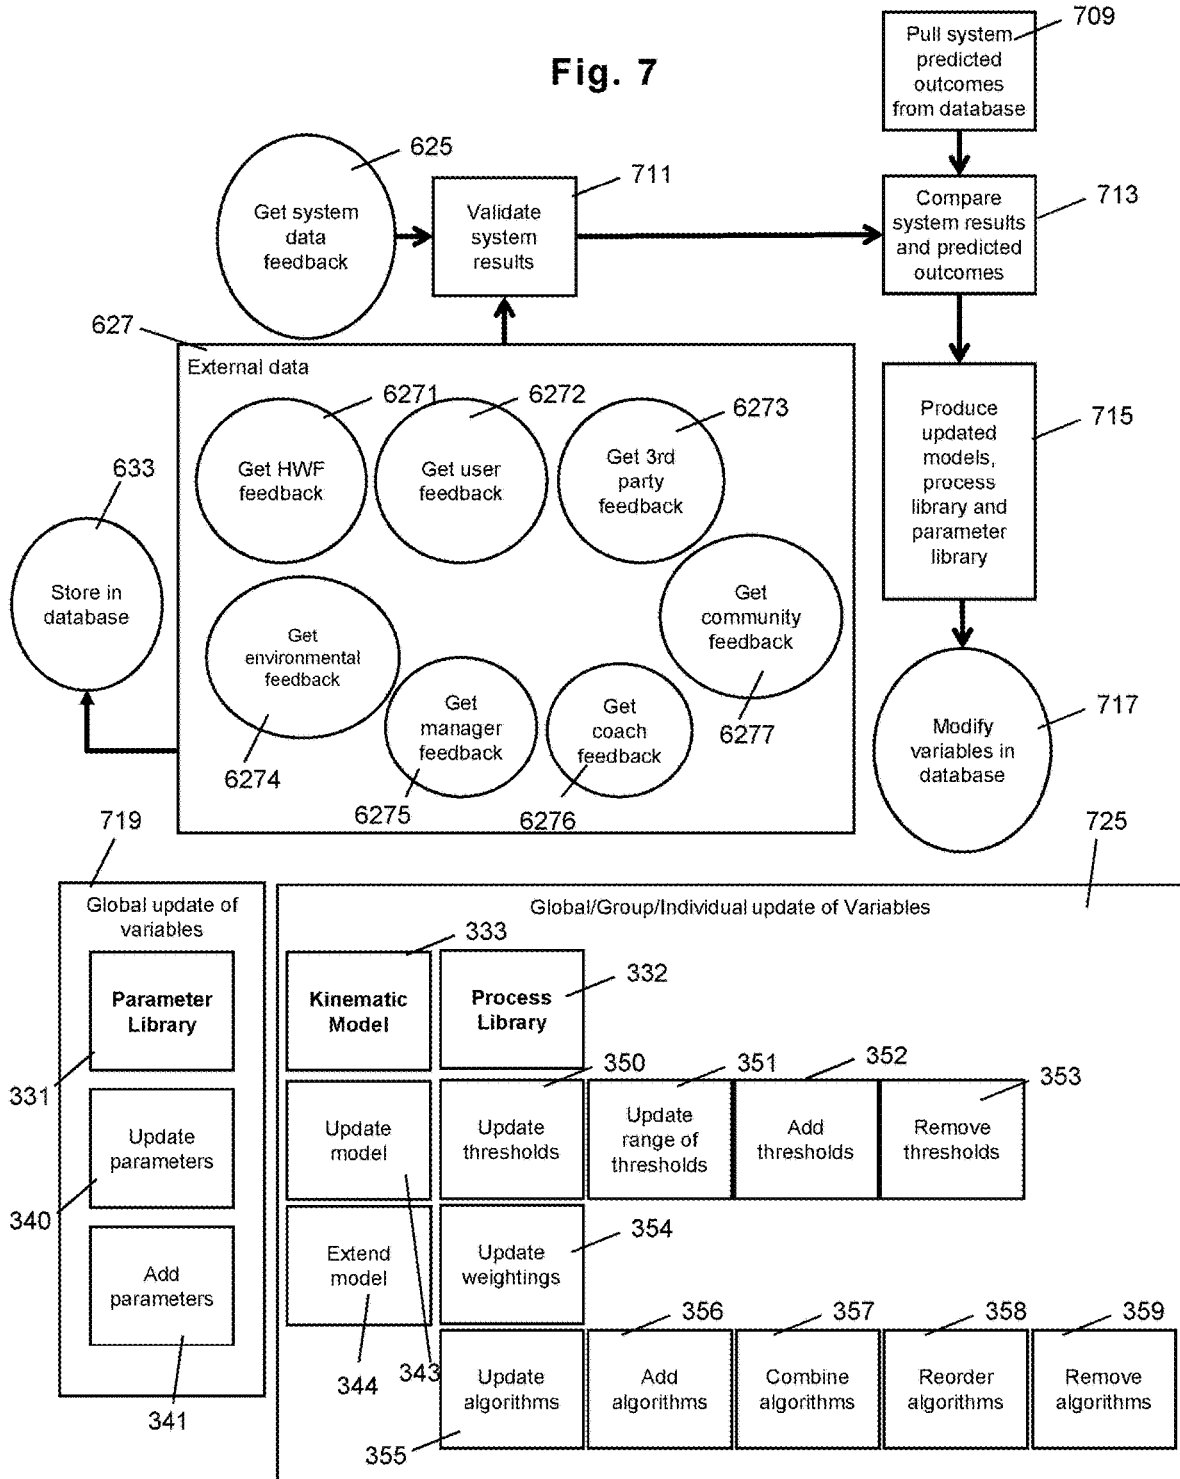 Fig. 7
709
Pull system
predicted
outcomes
from database
625
Get system
data
feedback
711
Validate
system
results
713
Compare
system results
and predicted
outcomes
627
External data
6271
Get HWF
feedback
6272
Get user
feedback
6273
Get 3rd
party
feedback
715
Produce
updated
models,
process
library and
parameter
library
633
Store in
database
Get
environmental
feedback
6274
Get
manager
feedback
6275
Get
coach
feedback
6276
Get
community
feedback
6277
717
Modify
variables in
database
719
Global update of
variables
Parameter
Library
331
Update
parameters
340
Add
parameters
341
725
Global/Group/Individual update of Variables
333
Kinematic
Model
332
Process
Library
Update
model
343
350
Update
thresholds
351
Update
range of
thresholds
352
Add
thresholds
353
Remove
thresholds
Extend
model
344
354
Update
weightings
Update
algorithms
355
356
Add
algorithms
357
Combine
algorithms
358
Reorder
algorithms
359
Remove
algorithms